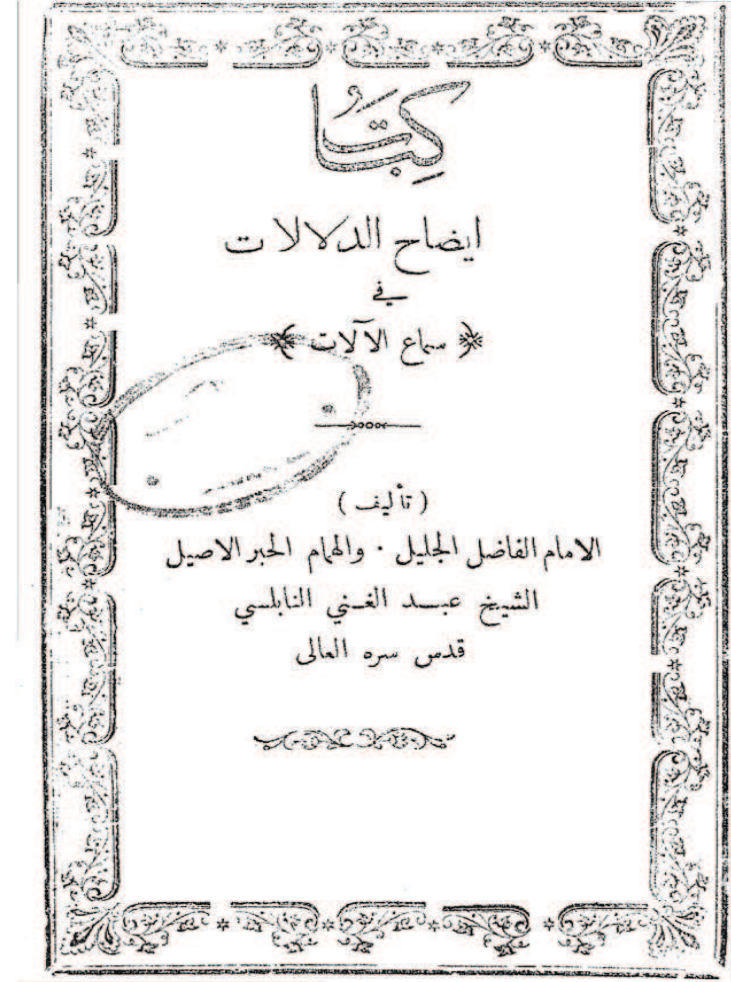 كتاب
ايضاح الدلالات
في
سماع الآلات
( تأليف )
الامام الفاضل الجليل · والهمام الحبر الاصيل
الشيخ عبد الغني النابلسي
قدس سره العالى